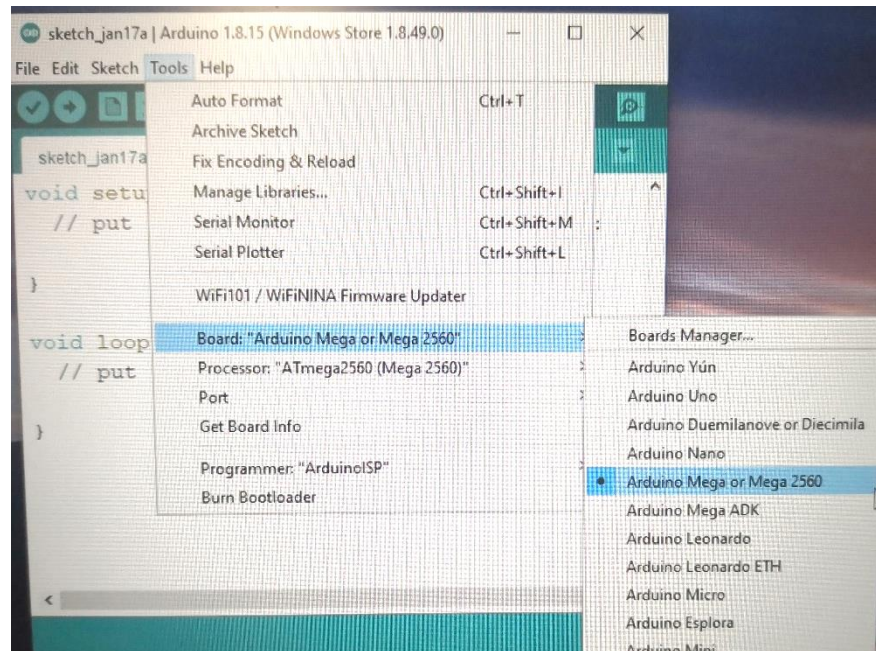 sketch_jan17a | Arduino 1.8.15 (Windows Store 1.8.49.0)
File Edit Sketch Tools Help
sketch_jan17a
void setu
// put
}
void loop
// put
}
Auto Format Ctrl+T
Archive Sketch
Fix Encoding & Reload
Manage Libraries... Ctrl+Shift+I
Serial Monitor Ctrl+Shift+M
:
Serial Plotter Ctrl+Shift+L
WiFi101 / WiFiNINA Firmware Updater
Board: "Arduino Mega or Mega 2560"
Processor: "ATmega2560 (Mega 2560)"
Port
Get Board Info
Programmer: "ArduinoISP"
Burn Bootloader
Boards Manager...
Arduino Yún
Arduino Uno
Arduino Duemilanove or Diecimila
Arduino Nano
Arduino Mega or Mega 2560
Arduino Mega ADK
Arduino Leonardo
Arduino Leonardo ETH
Arduino Micro
Arduino Esplora
Arduino Mini